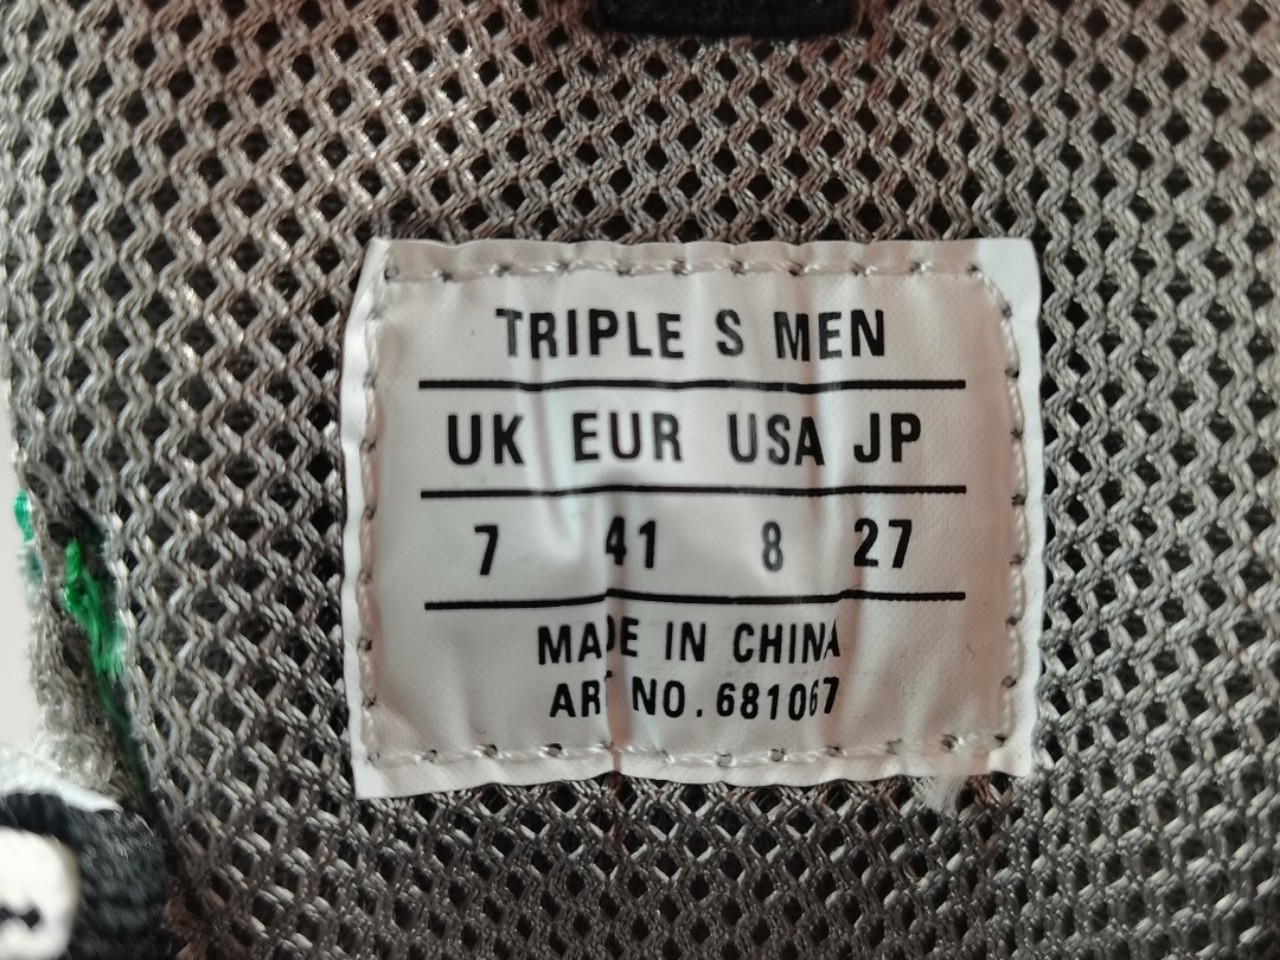 TRIPLE S MEN
UK EUR USA JP
7 41 8 27
MADE IN CHINA
ART NO.681067